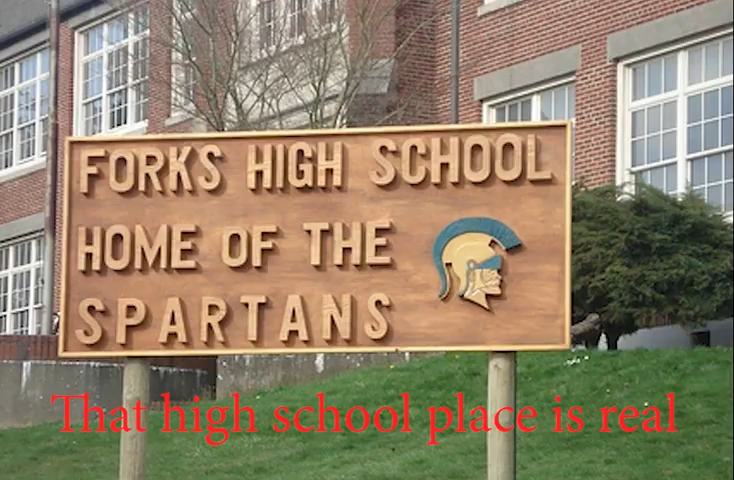 FORKS HIGH SCHOOL
HOME OF THE
SPARTANS
That high school place is real